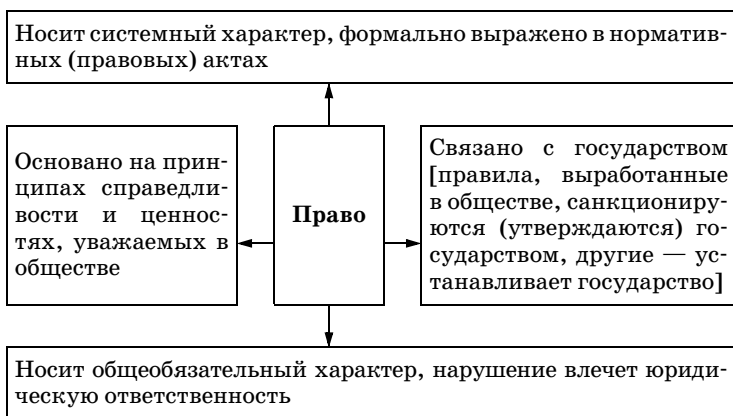 Носит системный характер, формально выражено в норматив-
ных (правовых) актах
Основано на прин-
ципах справедли-
вости и ценнос-
тях, уважаемых в
обществе
Право
Связано с государством
[правила, выработанные
в обществе, санкциониру-
ются (утверждаются) го-
сударством, другие — ус-
танавливает государство]
Носит общеобязательный характер, нарушение влечет юриди-
ческую ответственность